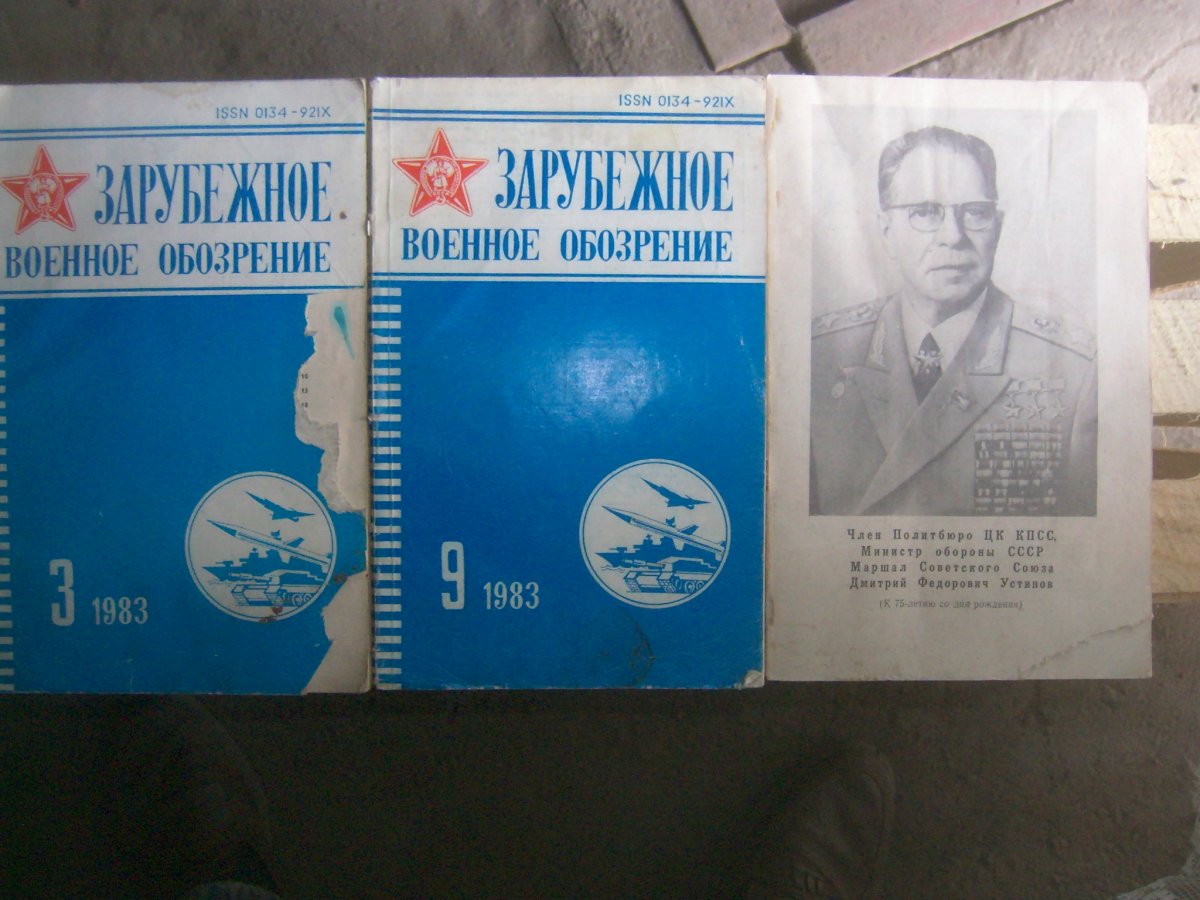 ISSN 0134-921X
ЗАРУБЕЖНОЕ
ВОЕННОЕ ОБОЗРЕНИЕ
3 1983
ISSN 0134-921X
ЗАРУБЕЖНОЕ
ВОЕННОЕ ОБОЗРЕНИЕ
9 1983
Член Политбюро ЦК КПСС,
Министр обороны СССР
Маршал Советского Союза
Дмитрий Федорович Устинов
(К 75-летию со дня рождения)